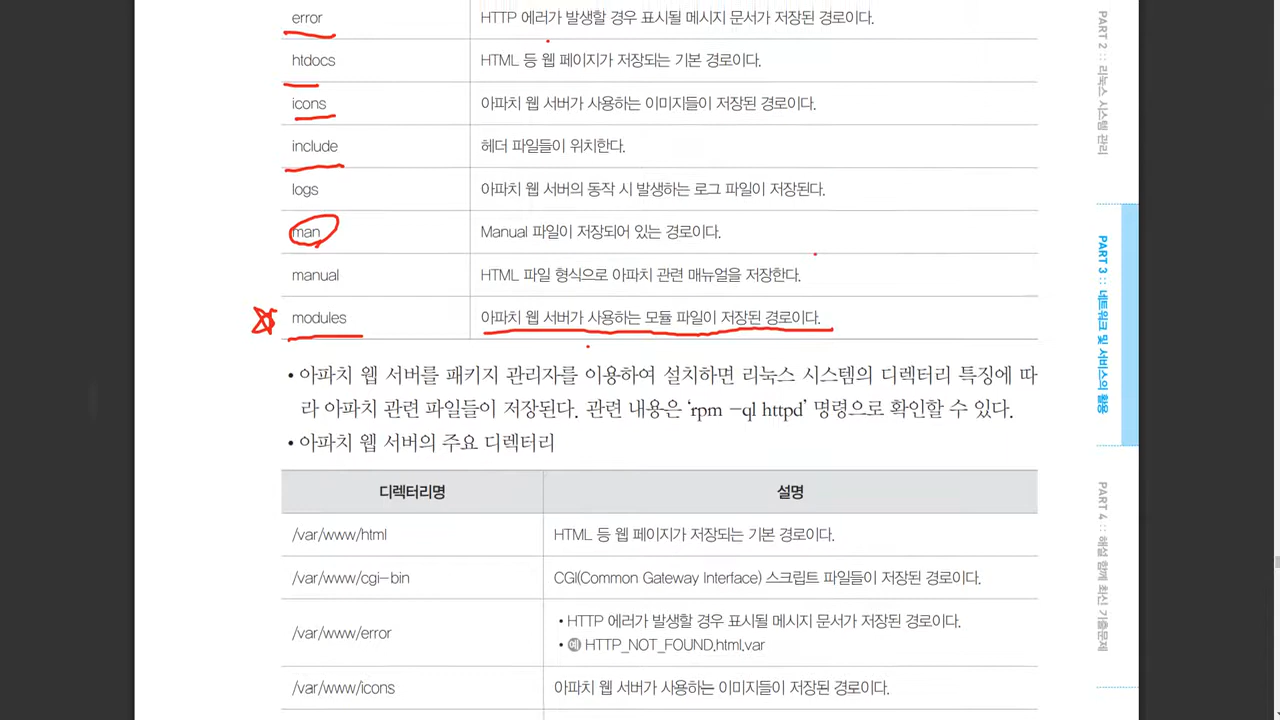 error HTTP 에러가 발생할 경우 표시될 메시지 문서가 저장된 경로이다.
htdocs HTML 등 웹 페이지가 저장되는 기본 경로이다.
icons 아파치 웹 서버가 사용하는 이미지들이 저장된 경로이다.
include 헤더 파일들이 위치한다.
logs 아파치 웹 서버의 동작 시 발생하는 로그 파일이 저장된다.
man Manual 파일이 저장되어 있는 경로이다.
manual HTML 파일 형식으로 아파치 관련 매뉴얼을 저장한다.
modules 아파치 웹 서버가 사용하는 모듈 파일이 저장된 경로이다.
• 아파치 웹 서버를 패키지 관리자를 이용하여 설치하면 리눅스 시스템의 디렉터리 특징에 따
라 아파치 관련 파일들이 저장된다. 관련 내용은 ‘rpm –ql httpd’ 명령으로 확인할 수 있다.
• 아파치 웹 서버의 주요 디렉터리
디렉터리명 설명
/var/www/html HTML 등 웹 페이지가 저장되는 기본 경로이다.
/var/www/cgi-b 스크립트 파일들이 저장된 경로이다.
/var/www/error • HTTP 에러가 발생할 경우 표시될 메시지 문서가 저장된 경로이다.
HTTP_NOT_FOUND.html.var
/var/www/icons 아파치 웹 서버가 사용하는 이미지들이 저장된 경로이다.
PART 2 :: 리눅스 시스템 관리
PART 3 :: 네트워크 및 서비스의 활용
PART 4 :: 해설 함께 최신 기출문제